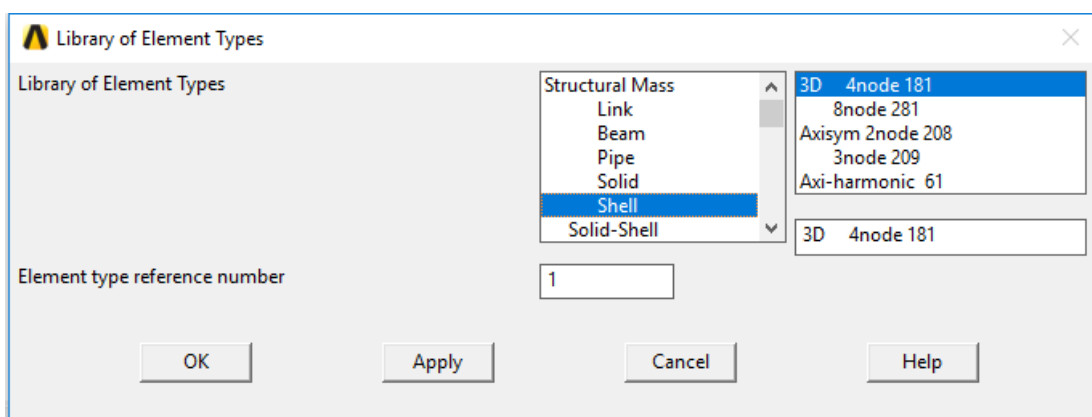 Library of Element Types
Library of Element Types
Structural Mass
Link
Beam
Pipe
Solid
Shell
Solid-Shell
3D 4node 181
8node 281
Axisym 2node 208
3node 209
Axi-harmonic 61
3D 4node 181
Element type reference number
1
OK
Apply
Cancel
Help